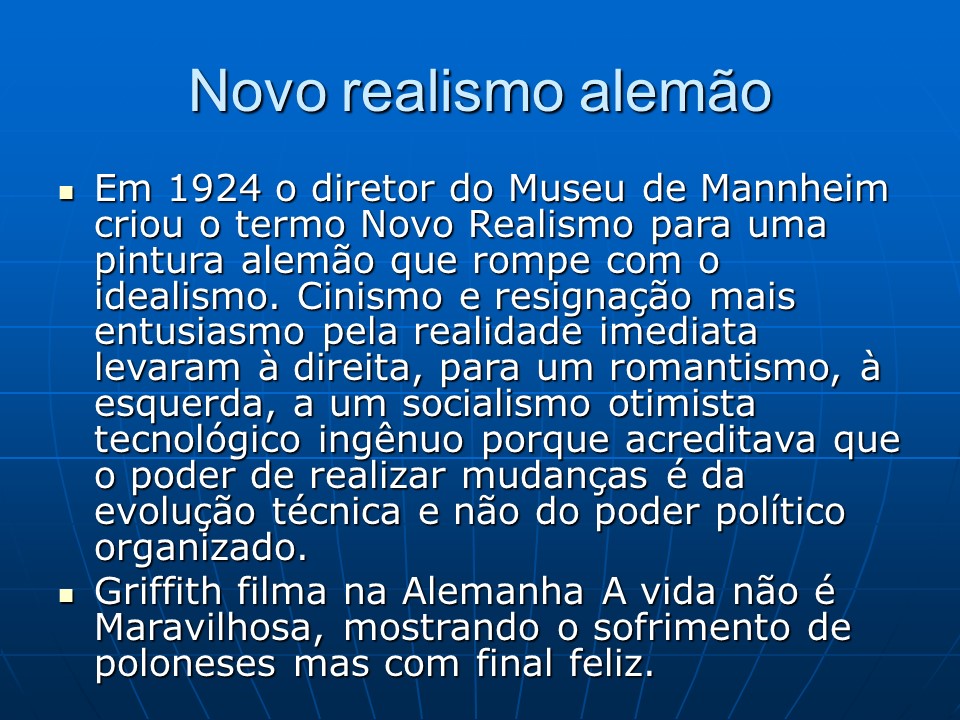 Novo realismo alemão
Em 1924 o diretor do Museu de Mannheim
criou o termo Novo Realismo para uma
pintura alemão que rompe com o
idealismo. Cinismo e resignação mais
entusiasmo pela realidade imediata
levaram à direita, para um romantismo, à
esquerda, a um socialismo otimista
tecnológico ingênuo porque acreditava que
o poder de realizar mudanças é da
evolução técnica e não do poder político
organizado.
Griffith filma na Alemanha A vida não é
Maravilhosa, mostrando o sofrimento de
poloneses mas com final feliz.